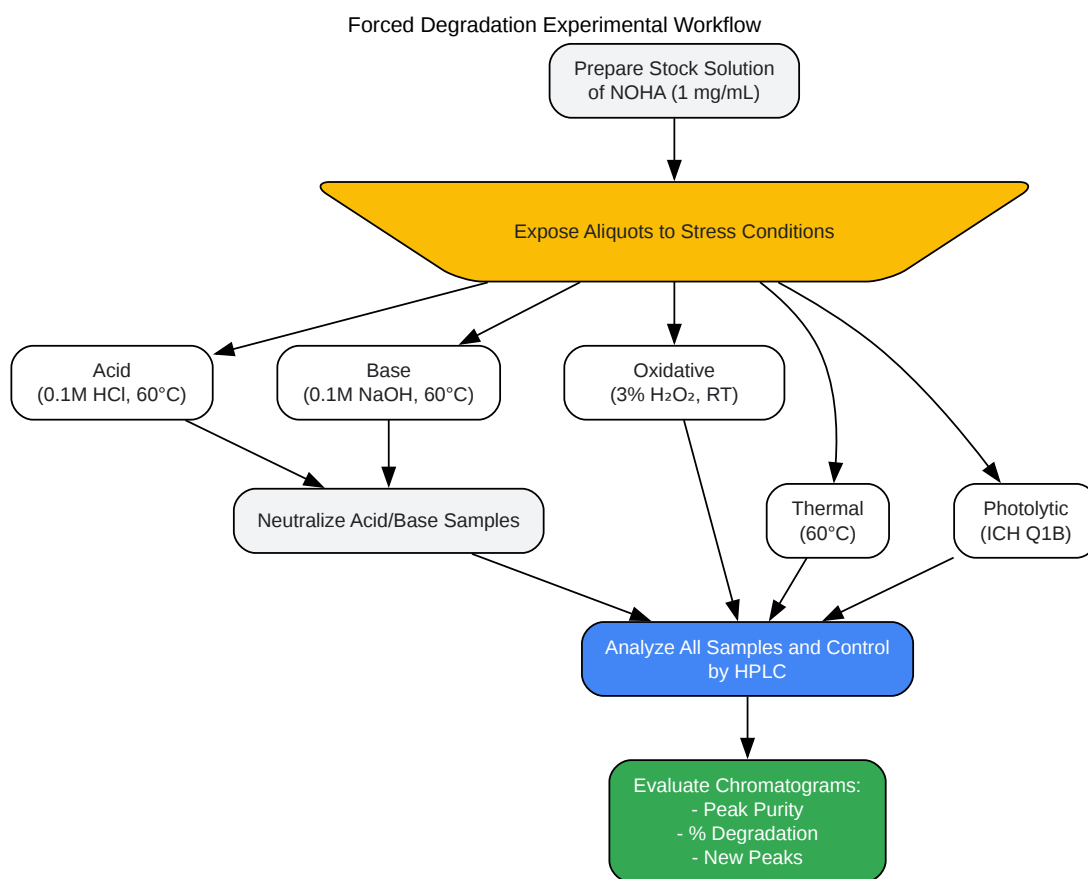 Forced Degradation Experimental Workflow
Prepare Stock Solution
of NOHA (1 mg/mL)
Expose Aliquots to Stress Conditions
Acid
(0.1M HCl, 60°C)
Base
(0.1M NaOH, 60°C)
Oxidative
(3% H₂O₂, RT)
Thermal
(60°C)
Photolytic
(ICH Q1B)
Neutralize Acid/Base Samples
Analyze All Samples and Control
by HPLC
Evaluate Chromatograms:
- Peak Purity
- % Degradation
- New Peaks